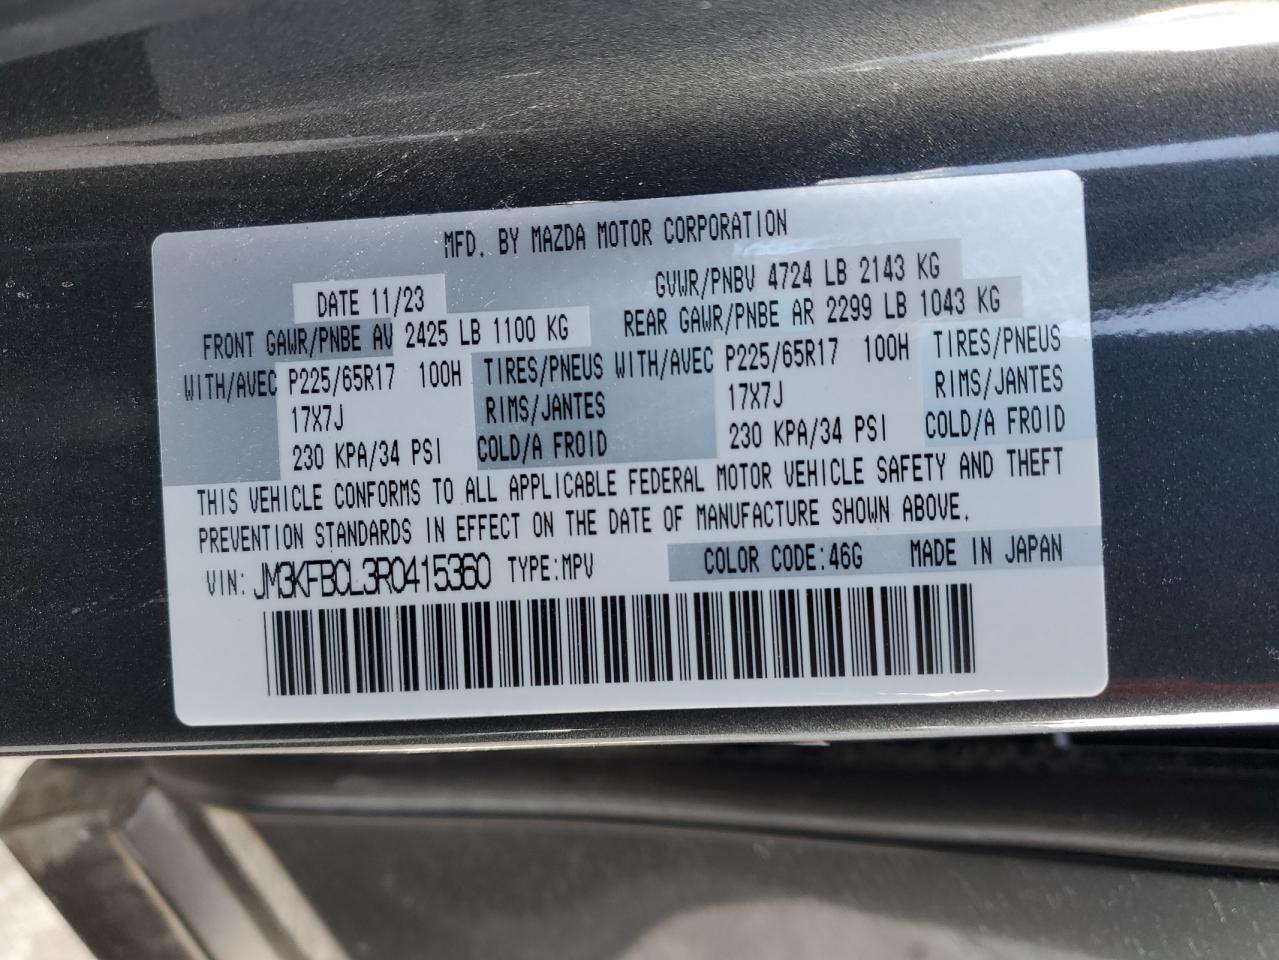 MFD. BY MAZDA MOTOR CORPORATION
DATE 11/23 GVWR/PNBV 4724 LB 2143 KG
FRONT GAWR/PNBE AV 2425 LB 1100 KG REAR GAWR/PNBE AR 2299 LB 1043 KG
WITH/AVEC P225/65R17 100H TIRES/PNEUS WITH/AVEC P225/65R17 100H TIRES/PNEUS
17X7J RIMS/JANTES 17X7J RIMS/JANTES
230 KPA/34 PSI COLD/A FROID 230 KPA/34 PSI COLD/A FROID
THIS VEHICLE CONFORMS TO ALL APPLICABLE FEDERAL MOTOR VEHICLE SAFETY AND THEFT
PREVENTION STANDARDS IN EFFECT ON THE DATE OF MANUFACTURE SHOWN ABOVE.
VIN: JM3KFBCL3R0415360 TYPE:MPV COLOR CODE:46G MADE IN JAPAN